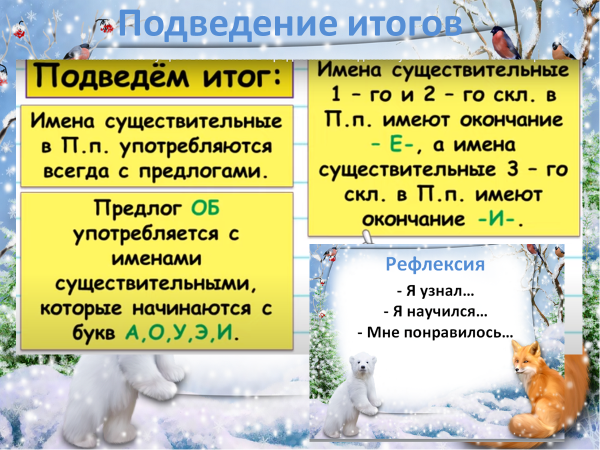 Подведение итогов
Подведём итог:
Имена существительные
в П.п. употребляются
всегда с предлогами.
Предлог ОБ
употребляется с
именами
существительными,
которые начинаются с
букв А,О,У,Э,И.
Имена существительные
1 – го и 2 – го скл. в
П.п. имеют окончание
– Е-, а имена
существительные 3 – го
скл. в П.п. имеют
окончание -И-.
Рефлексия
- Я узнал...
- Я научился...
- Мне понравилось...